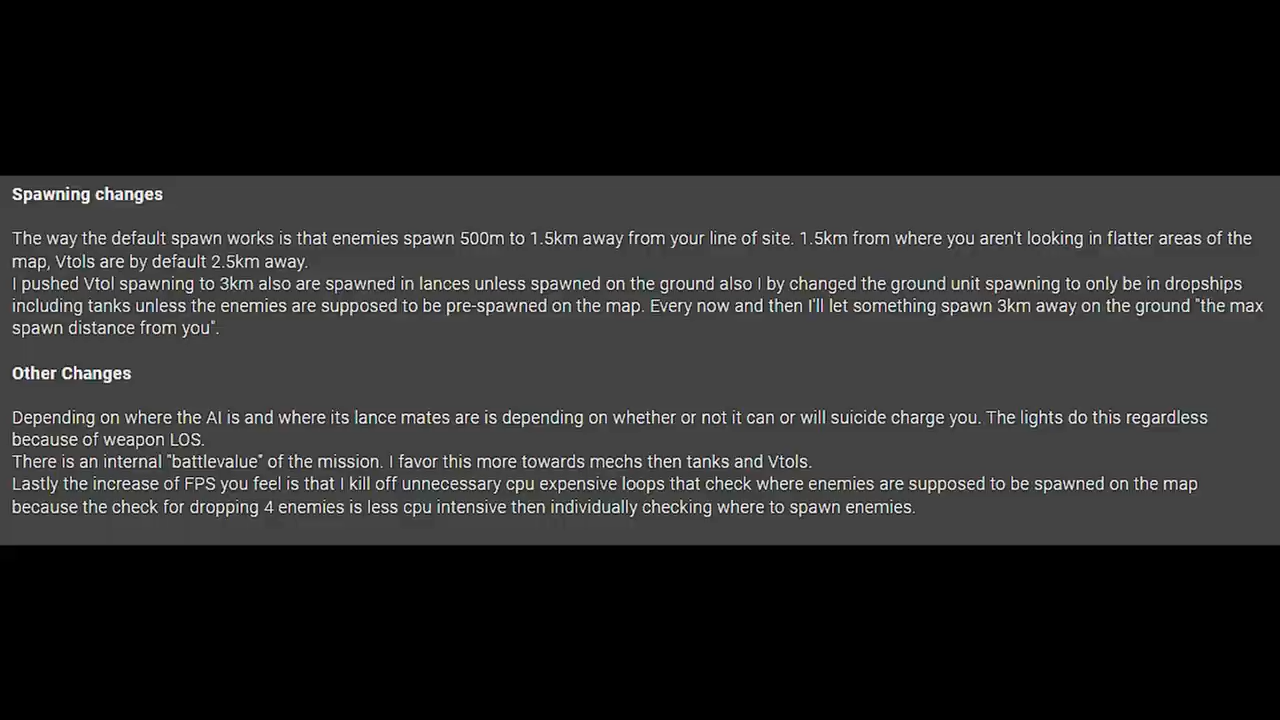 Spawning changes
The way the default spawn works is that enemies spawn 500m to 1.5km away from your line of site. 1.5km from where you aren't looking in flatter areas of the
map, Vtols are by default 2.5km away.
I pushed Vtol spawning to 3km also are spawned in lances unless spawned on the ground also I by changed the ground unit spawning to only be in dropships
including tanks unless the enemies are supposed to be pre-spawned on the map. Every now and then I'll let something spawn 3km away on the ground "the max
spawn distance from you".
Other Changes
Depending on where the AI is and where its lance mates are is depending on whether or not it can or will suicide charge you. The lights do this regardless
because of weapon LOS.
There is an internal "battlevalue" of the mission. I favor this more towards mechs then tanks and Vtols.
Lastly the increase of FPS you feel is that I kill off unnecessary cpu expensive loops that check where enemies are supposed to be spawned on the map
because the check for dropping 4 enemies is less cpu intensive then individually checking where to spawn enemies.